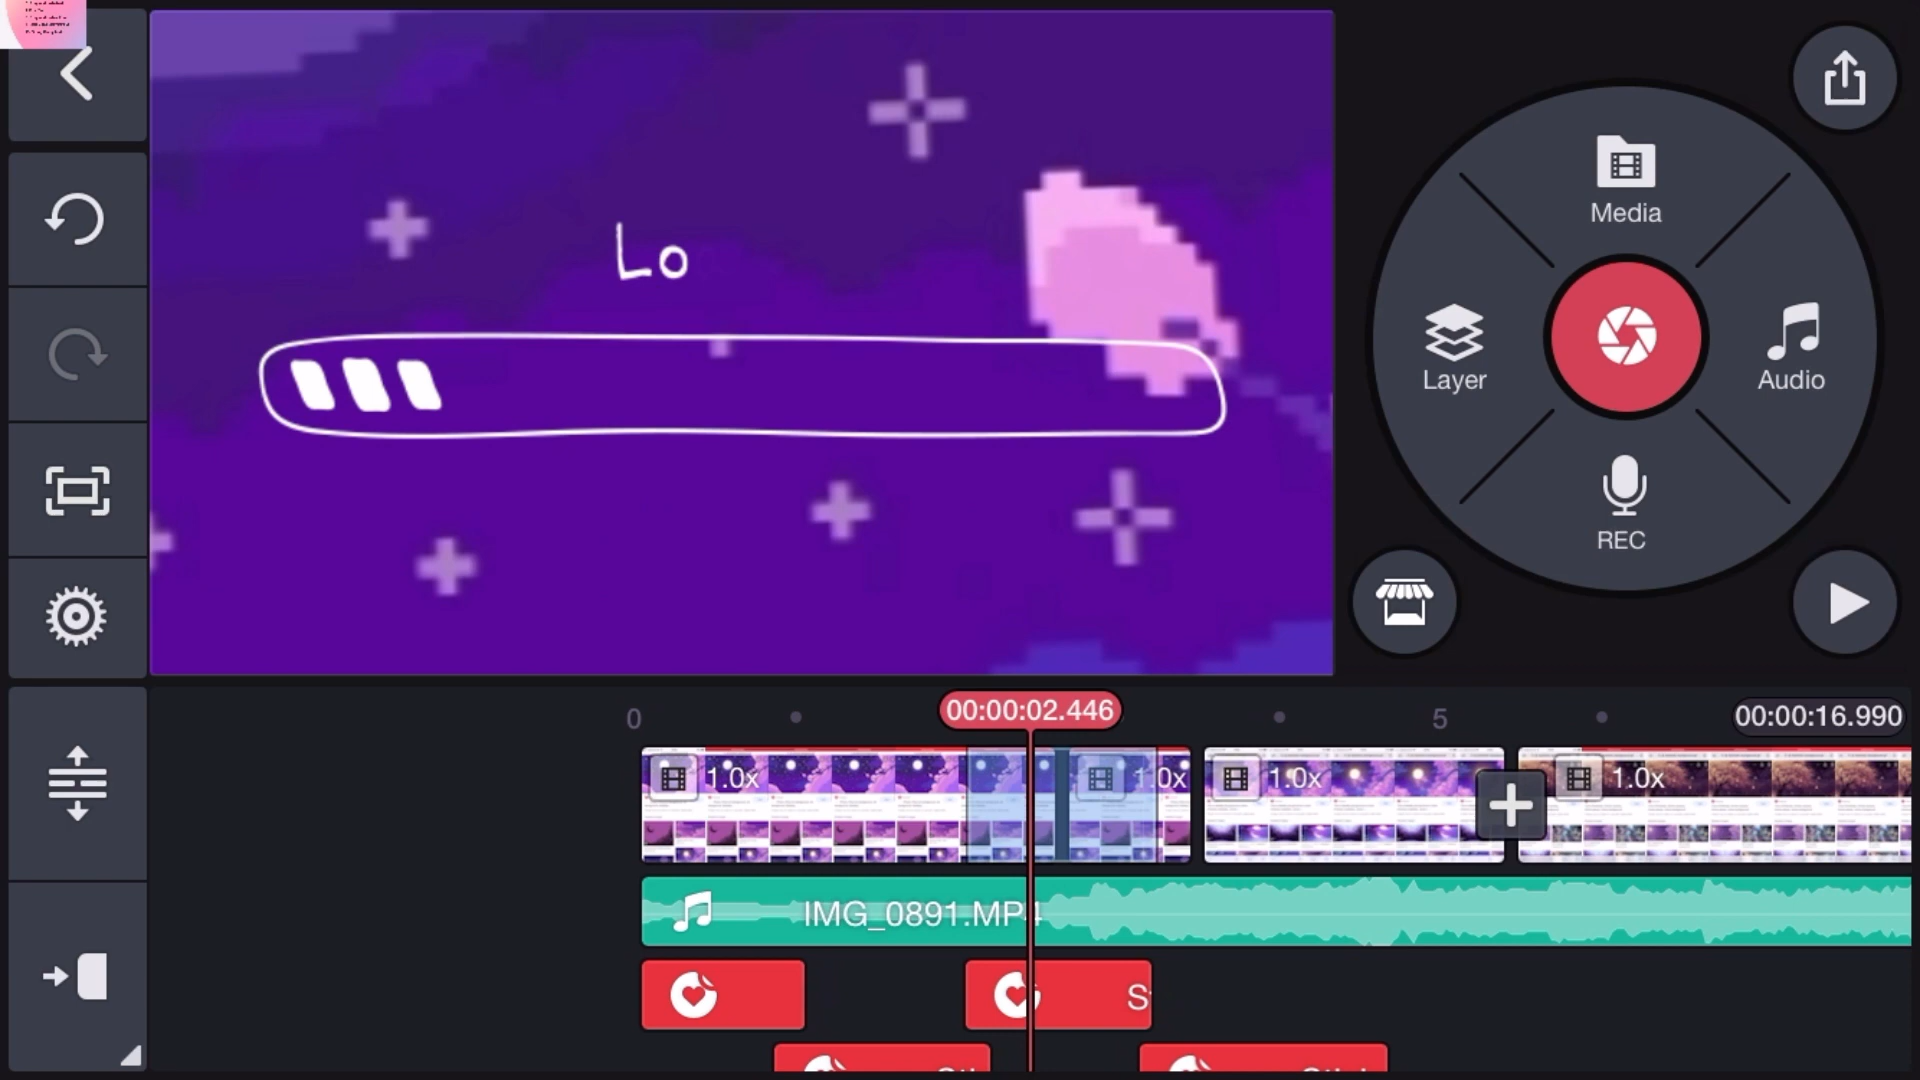 Lo
Media
Layer
Audio
REC
0
00:00:02.446
5
00:00:16.990
1.0x
1.0x
1.0x
1.0x
IMG_0891.MP4